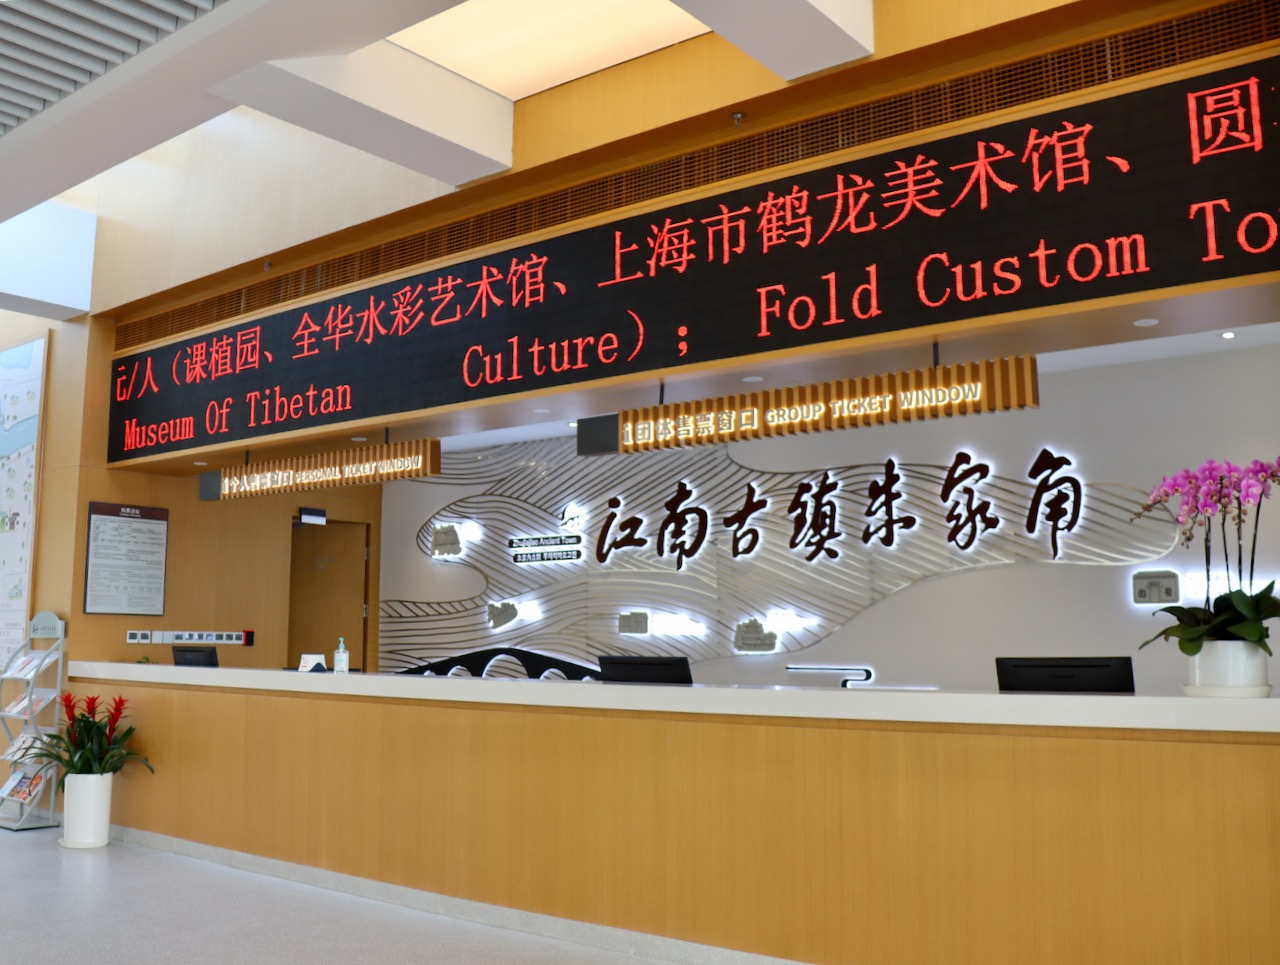 元/人（课植园、全华水彩艺术馆、上海市鹤龙美术馆、圆
Museum Of Tibetan Culture）； Fold Custom To
个人售票窗口 PERSONAL TICKET WINDOW
团体售票窗口 GROUP TICKET WINDOW
江南古镇朱家角
Zhujiajiao Ancient Town